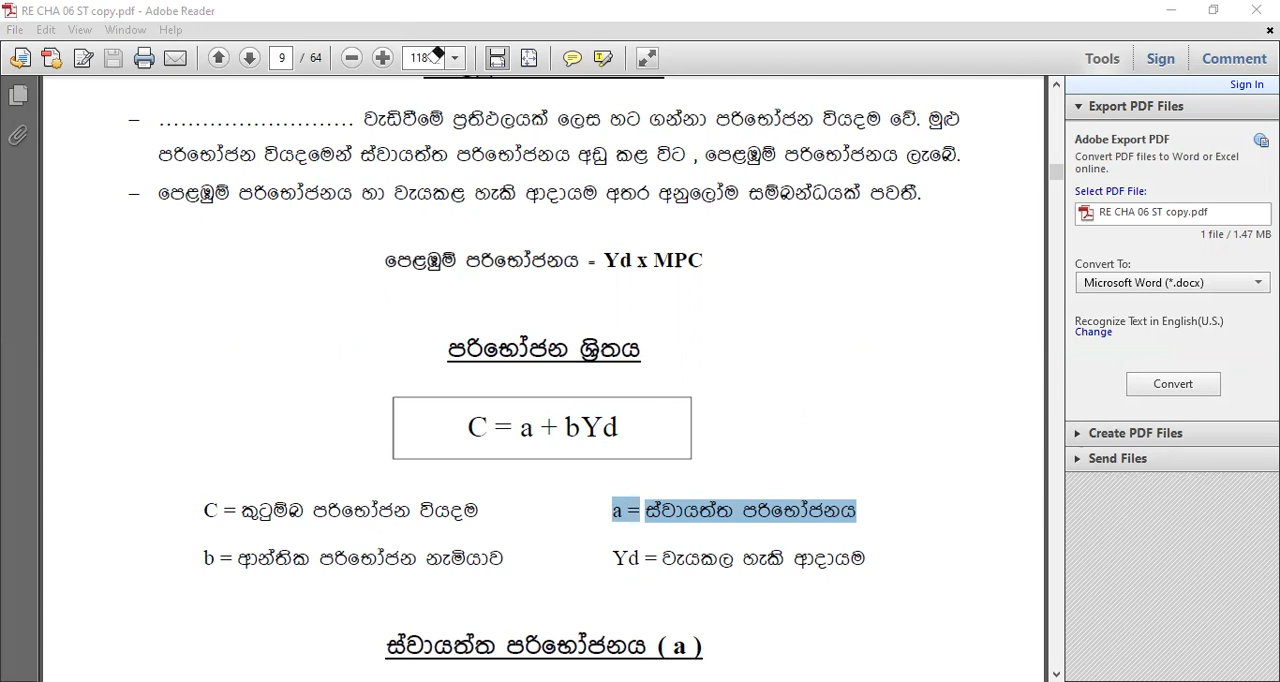 RE CHA 06 ST copy.pdf - Adobe Reader
File Edit View Window Help
9 / 64 118
Tools Sign Comment
Sign In
Export PDF Files
Adobe Export PDF
Convert PDF files to Word or Excel
online.
Select PDF File:
RE CHA 06 ST copy.pdf
1 file / 1.47 MB
Convert To:
Microsoft Word (*.docx)
Recognize Text in English(U.S.)
Change
Convert
Create PDF Files
Send Files
– ........................... වැඩිවීමේ ප්‍රතිඵලයක් ලෙස හට ගන්නා පරිභෝජන වියදම වේ. මුළු
පරිභෝජන වියදමෙන් ස්වායත්ත පරිභෝජනය අඩු කළ විට , පෙළඹුම් පරිභෝජනය ලැබේ.
– පෙළඹුම් පරිභෝජනය හා වැයකළ හැකි ආදායම අතර අනුලෝම සම්බන්ධයක් පවතී.
පෙළඹුම් පරිභෝජනය = Yd x MPC
පරිභෝජන ශ්‍රිතය
C = a + bYd
C = කුටුම්බ පරිභෝජන වියදම a = ස්වායත්ත පරිභෝජනය
b = ආන්තික පරිභෝජන නැමියාව Yd = වැයකල හැකි ආදායම
ස්වායත්ත පරිභෝජනය ( a )